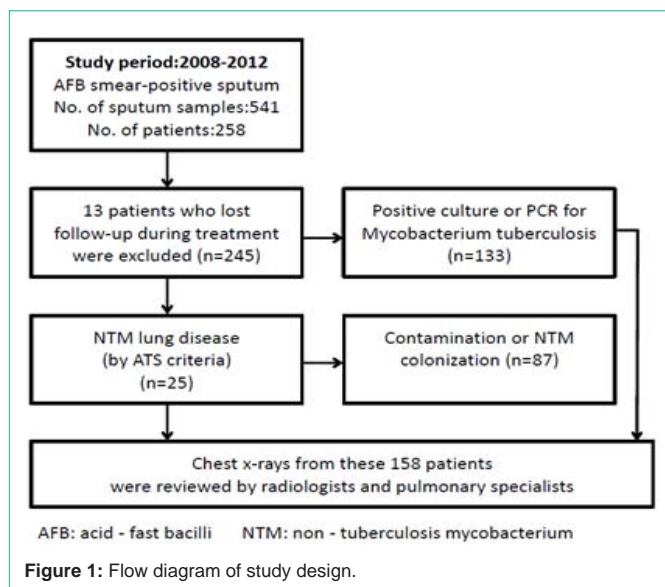 Study period:2008-2012
AFB smear-positive sputum
No. of sputum samples:541
No. of patients:258
13 patients who lost
follow-up during treatment
were excluded (n=245)
Positive culture or PCR for
Mycobacterium tuberculosis
(n=133)
NTM lung disease
(by ATS criteria)
(n=25)
Contamination or NTM
colonization (n=87)
Chest x-rays from these 158 patients
were reviewed by radiologists and pulmonary specialists
AFB: acid - fast bacilli NTM: non - tuberculosis mycobacterium
Figure 1: Flow diagram of study design.